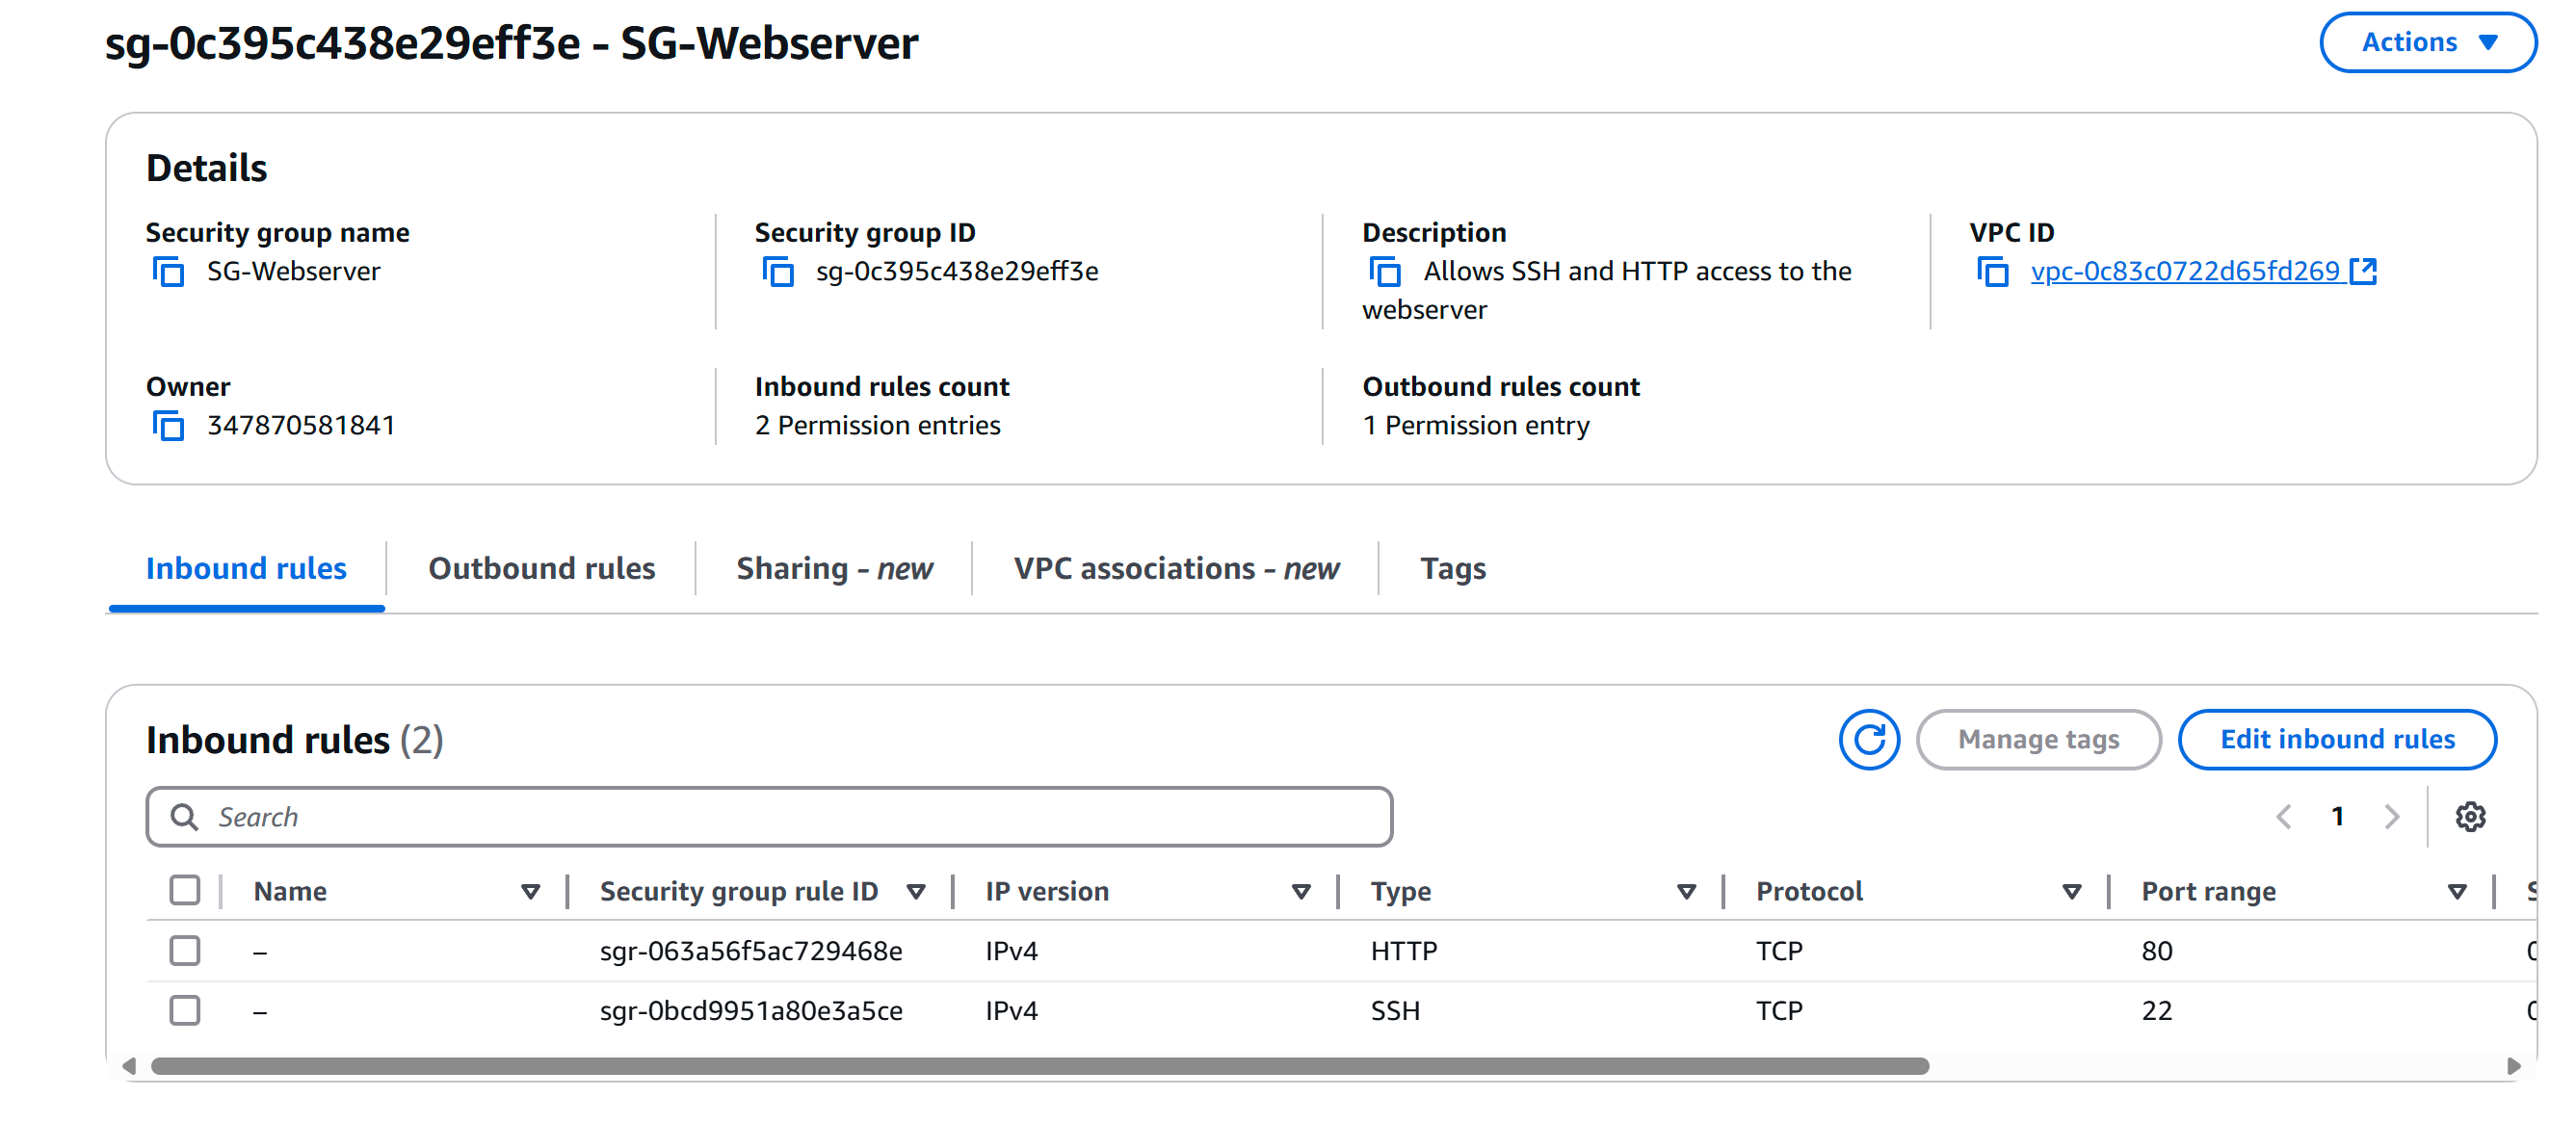 sg-0c395c438e29eff3e - SG-Webserver
Actions
Details
Security group name
SG-Webserver
Security group ID
sg-0c395c438e29eff3e
Description
Allows SSH and HTTP access to the
webserver
VPC ID
vpc-0c83c0722d65fd269
Owner
347870581841
Inbound rules count
2 Permission entries
Outbound rules count
1 Permission entry
Inbound rules
Outbound rules
Sharing - new
VPC associations - new
Tags
Inbound rules (2)
Manage tags
Edit inbound rules
Search
1
Name Security group rule ID IP version Type Protocol Port range
– sgr-063a56f5ac729468e IPv4 HTTP TCP 80
– sgr-0bcd9951a80e3a5ce IPv4 SSH TCP 22